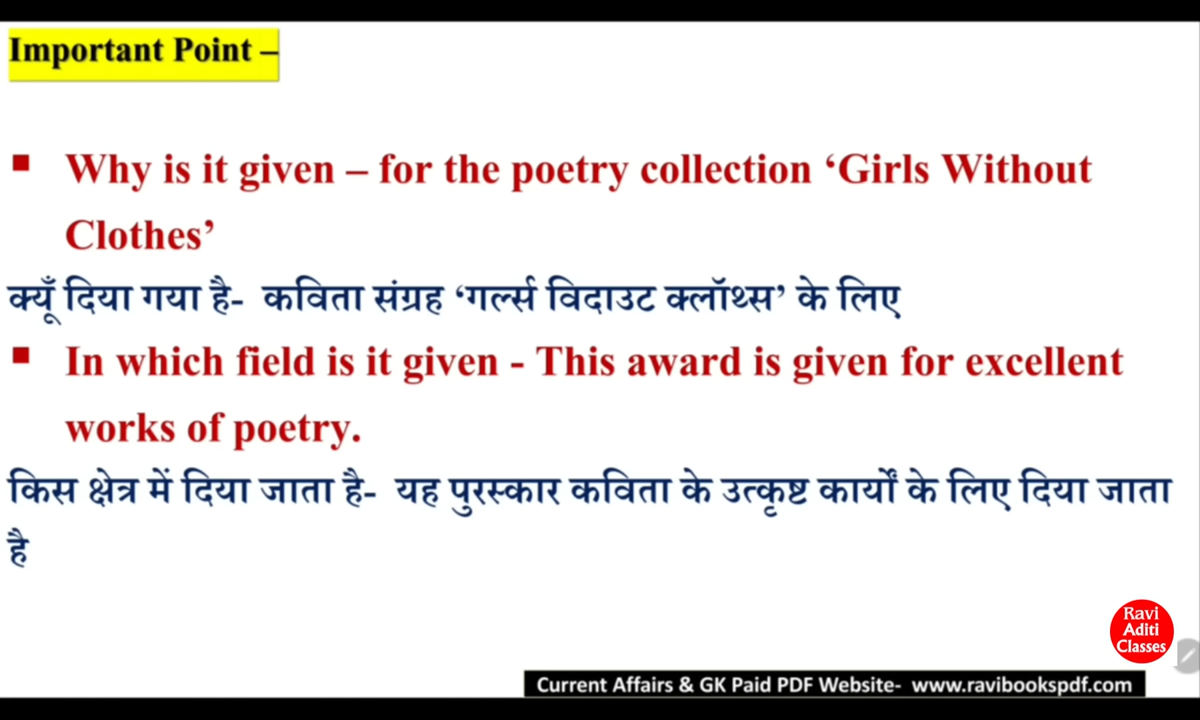 Important Point –
▪ Why is it given – for the poetry collection ‘Girls Without
Clothes’
क्यूँ दिया गया है- कविता संग्रह ‘गर्ल्स विदाउट क्लॉथ्स’ के लिए
▪ In which field is it given - This award is given for excellent
works of poetry.
किस क्षेत्र में दिया जाता है- यह पुरस्कार कविता के उत्कृष्ट कार्यों के लिए दिया जाता
है
Ravi
Aditi
Classes
Current Affairs & GK Paid PDF Website- www.ravibookspdf.com